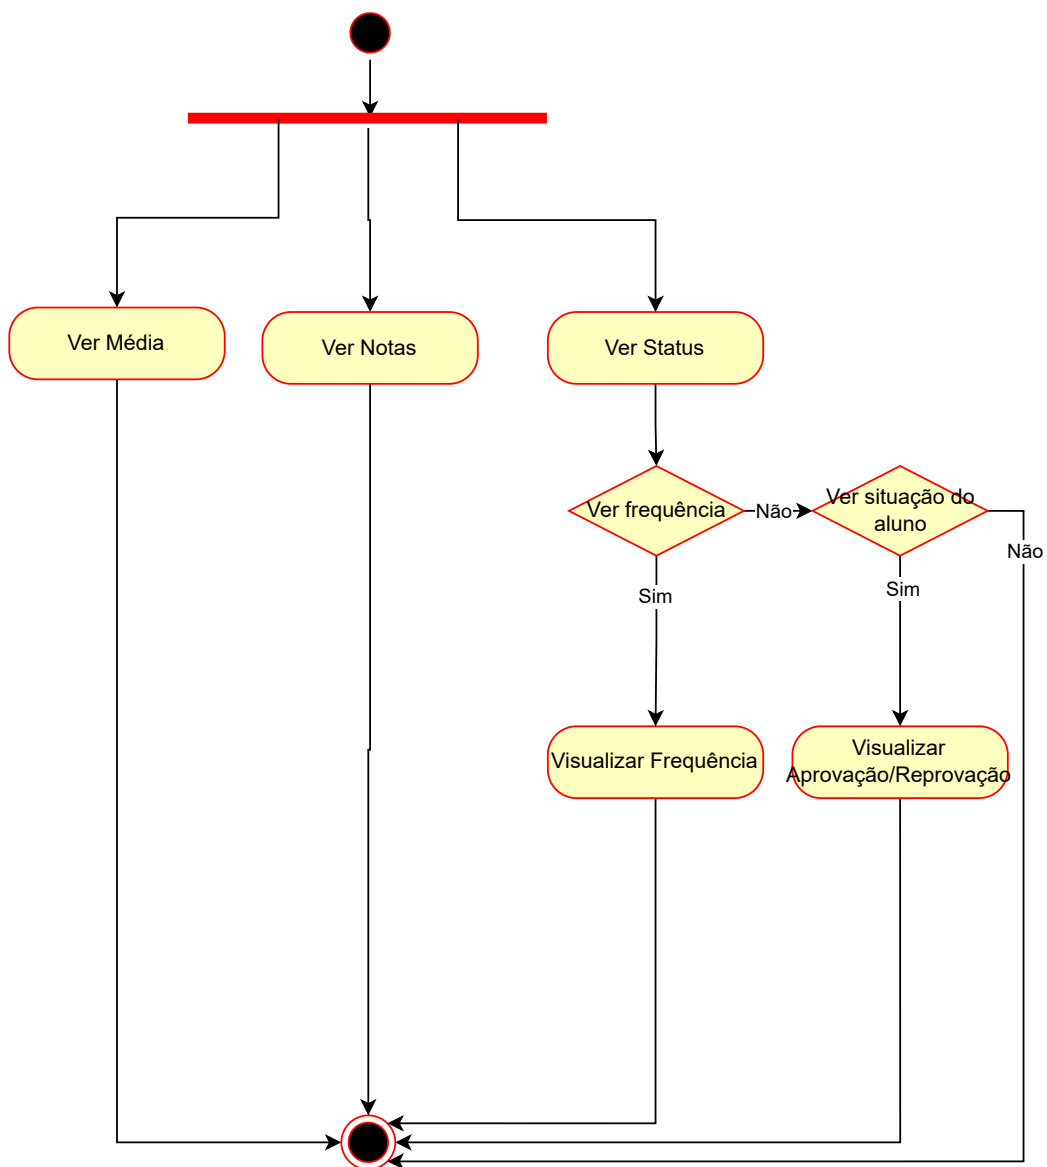 Ver Média
Ver Notas
Ver Status
Ver frequência
Não
Ver situação do
aluno
Não
Sim
Sim
Visualizar Frequência
Visualizar
Aprovação/Reprovação